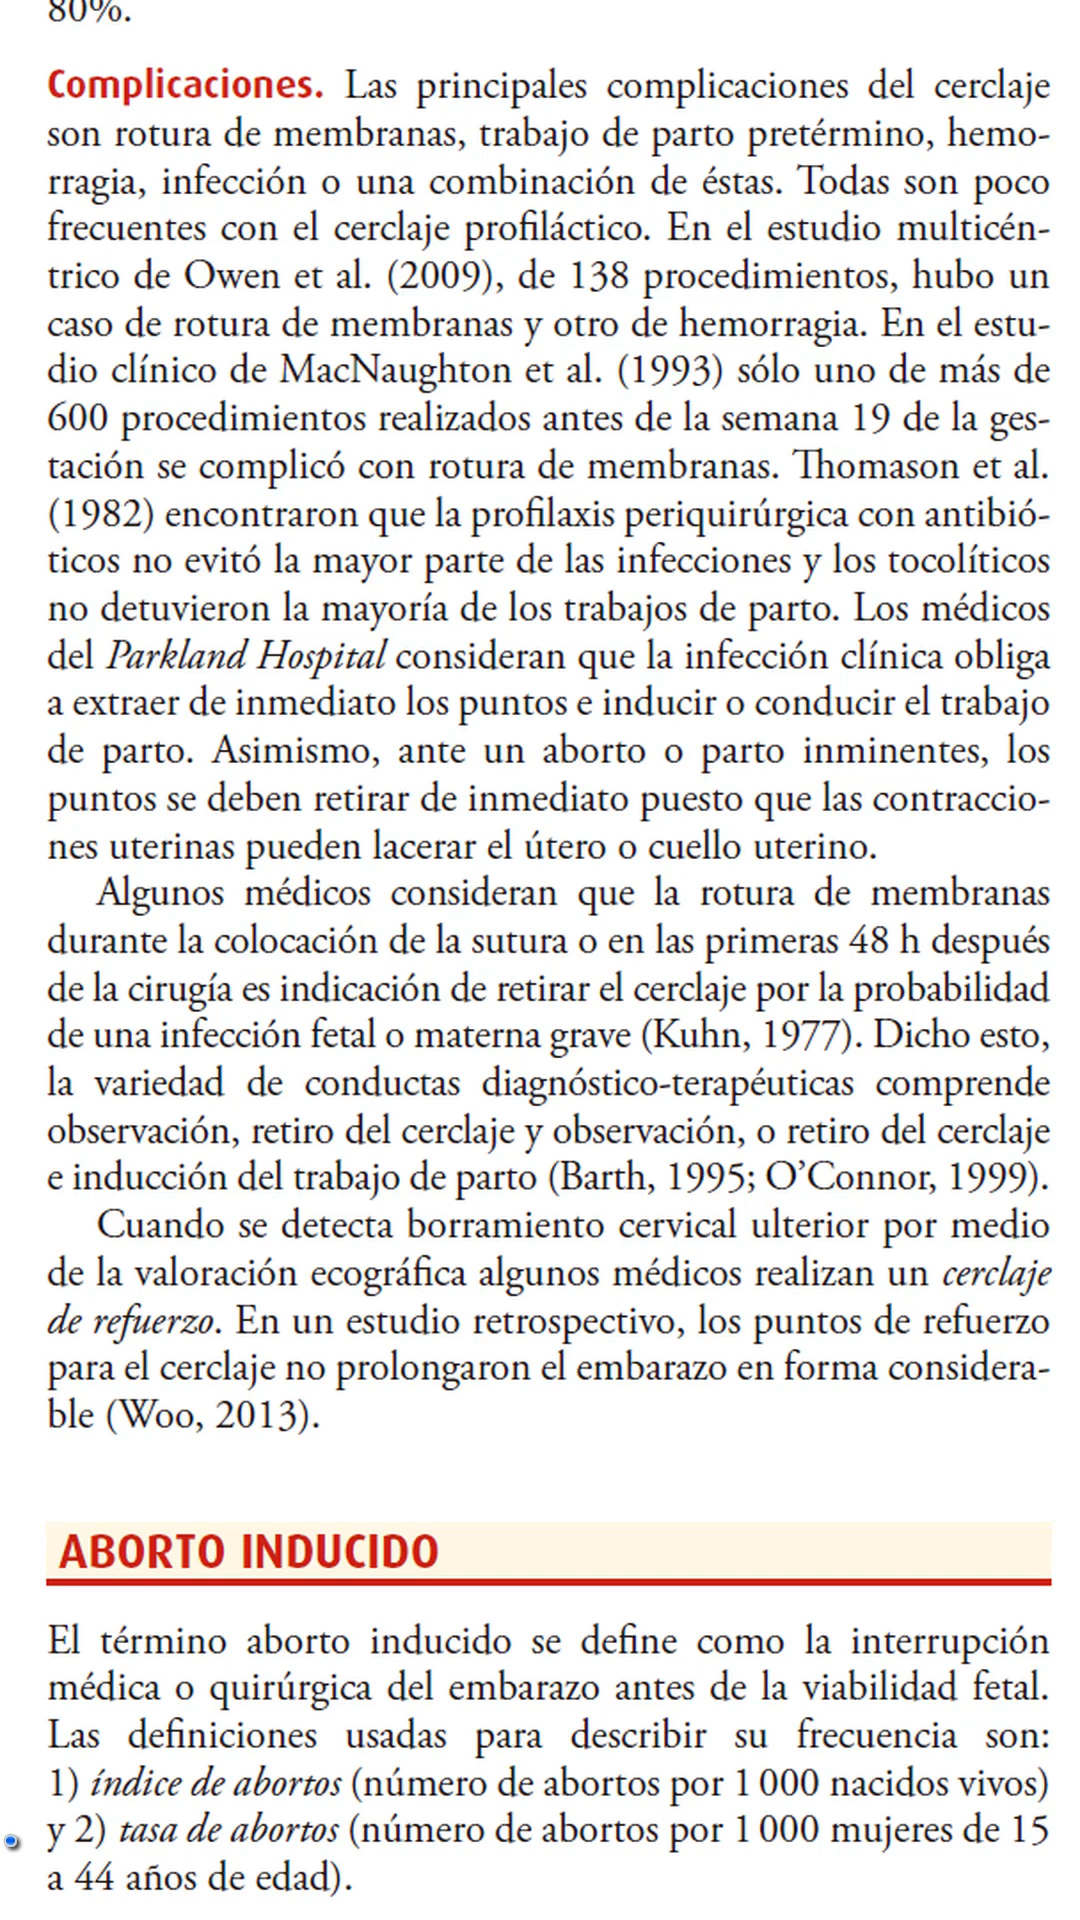 80%.
Complicaciones. Las principales complicaciones del cerclaje
son rotura de membranas, trabajo de parto pretérmino, hemo-
rragia, infección o una combinación de éstas. Todas son poco
frecuentes con el cerclaje profiláctico. En el estudio multicén-
trico de Owen et al. (2009), de 138 procedimientos, hubo un
caso de rotura de membranas y otro de hemorragia. En el estu-
dio clínico de MacNaughton et al. (1993) sólo uno de más de
600 procedimientos realizados antes de la semana 19 de la ges-
tación se complicó con rotura de membranas. Thomason et al.
(1982) encontraron que la profilaxis periquirúrgica con antibió-
ticos no evitó la mayor parte de las infecciones y los tocolíticos
no detuvieron la mayoría de los trabajos de parto. Los médicos
del Parkland Hospital consideran que la infección clínica obliga
a extraer de inmediato los puntos e inducir o conducir el trabajo
de parto. Asimismo, ante un aborto o parto inminentes, los
puntos se deben retirar de inmediato puesto que las contraccio-
nes uterinas pueden lacerar el útero o cuello uterino.
Algunos médicos consideran que la rotura de membranas
durante la colocación de la sutura o en las primeras 48 h después
de la cirugía es indicación de retirar el cerclaje por la probabilidad
de una infección fetal o materna grave (Kuhn, 1977). Dicho esto,
la variedad de conductas diagnóstico-terapéuticas comprende
observación, retiro del cerclaje y observación, o retiro del cerclaje
e inducción del trabajo de parto (Barth, 1995; O’Connor, 1999).
Cuando se detecta borramiento cervical ulterior por medio
de la valoración ecográfica algunos médicos realizan un cerclaje
de refuerzo. En un estudio retrospectivo, los puntos de refuerzo
para el cerclaje no prolongaron el embarazo en forma considera-
ble (Woo, 2013).
ABORTO INDUCIDO
El término aborto inducido se define como la interrupción
médica o quirúrgica del embarazo antes de la viabilidad fetal.
Las definiciones usadas para describir su frecuencia son:
1) índice de abortos (número de abortos por 1 000 nacidos vivos)
y 2) tasa de abortos (número de abortos por 1 000 mujeres de 15
a 44 años de edad).